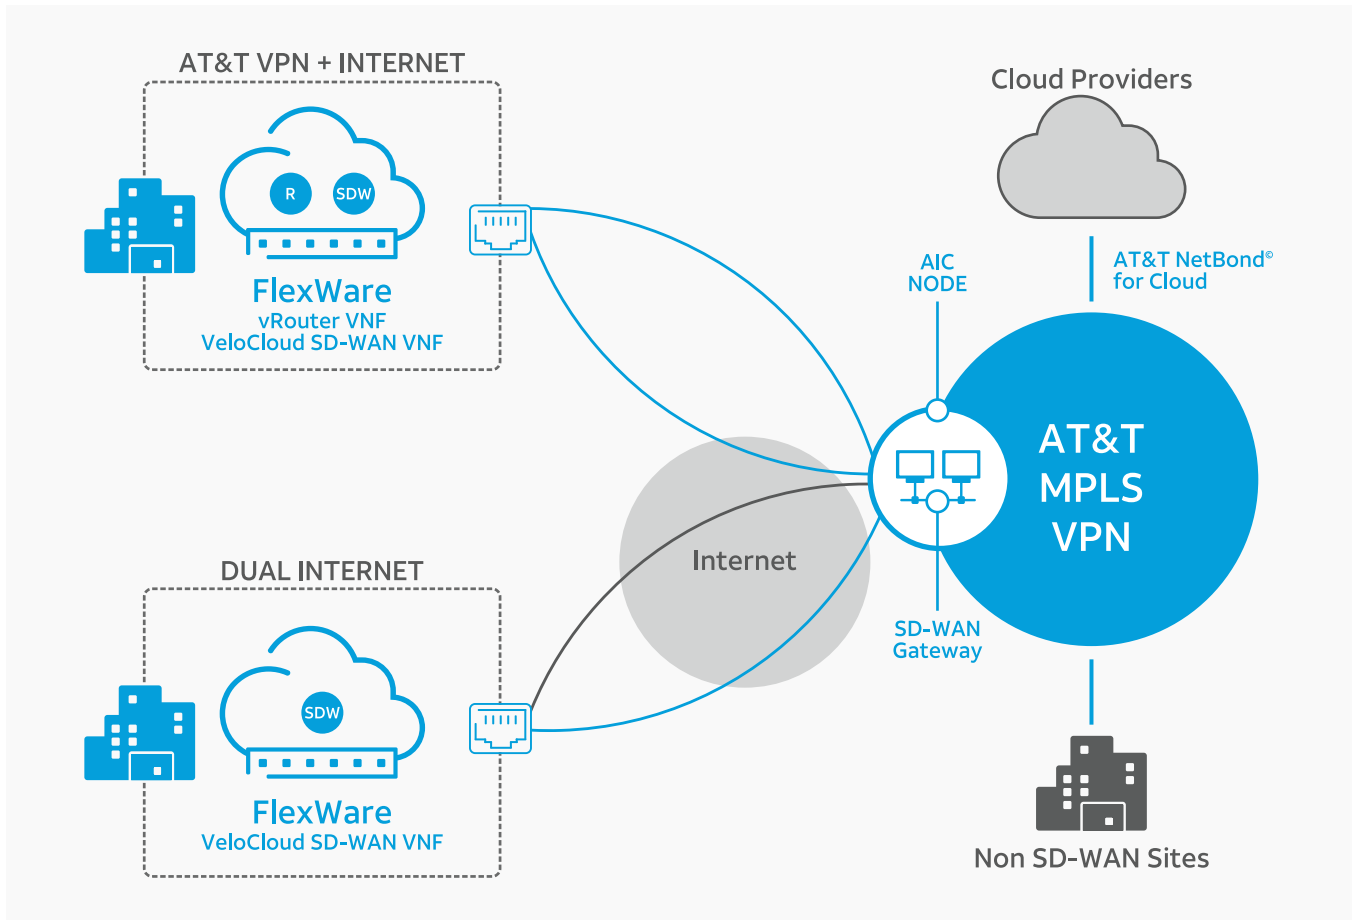 AT&T VPN + INTERNET
R
SDW
FlexWare
vRouter VNF
VeloCloud SD-WAN VNF
DUAL INTERNET
SDW
FlexWare
VeloCloud SD-WAN VNF
Internet
AIC
NODE
SD-WAN
Gateway
Cloud Providers
AT&T NetBond©
for Cloud
AT&T
MPLS
VPN
Non SD-WAN Sites